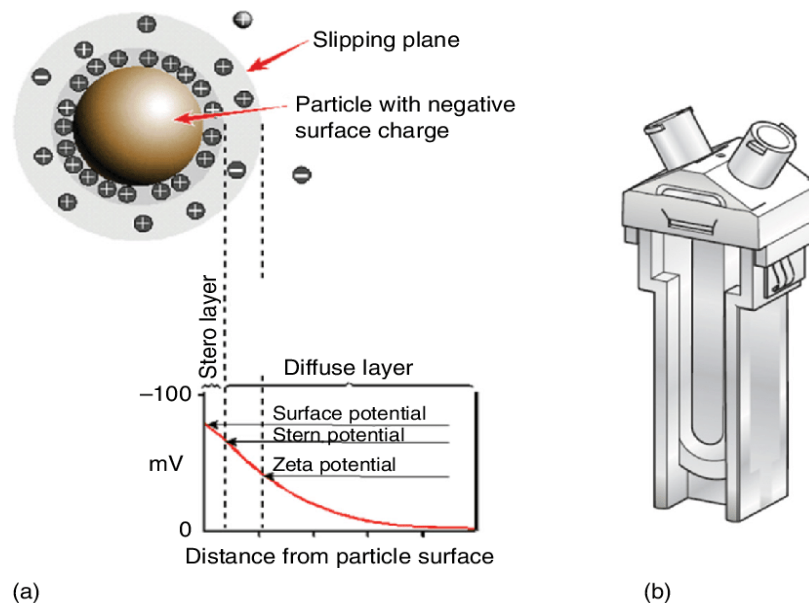 Slipping plane
Particle with negative
surface charge
Stero layer
Diffuse layer
–100
Surface potential
Stern potential
mV
Zeta potential
0
Distance from particle surface
(a)
(b)